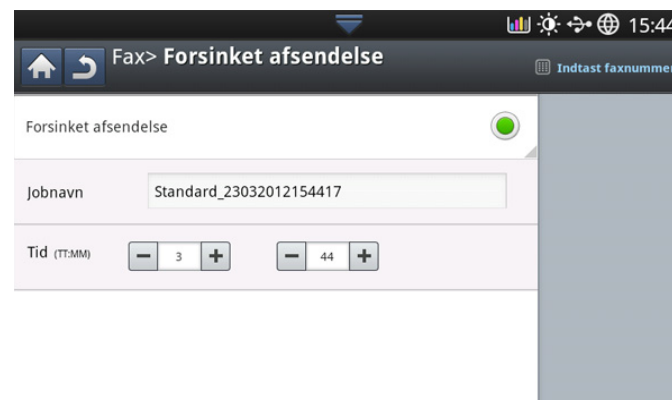 15:44
Fax> Forsinket afsendelse
Indtast faxnummer
Forsinket afsendelse
Jobnavn Standard_23032012154417
Tid (TT:MM) 3 44